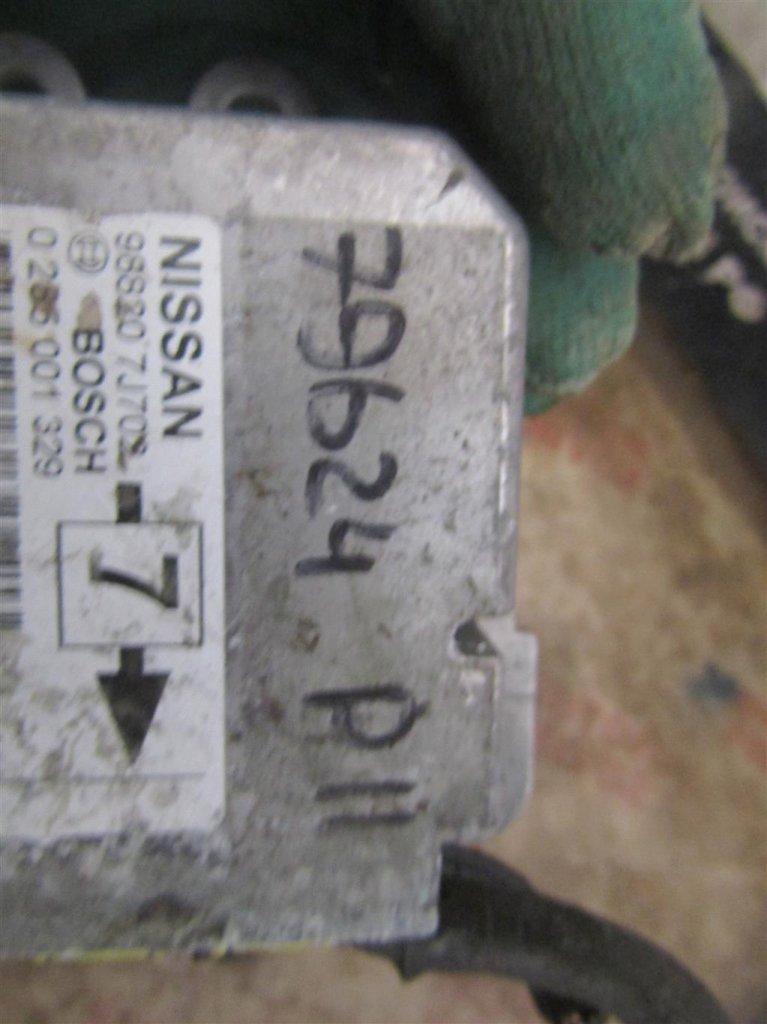 NISSAN
98820 7J702
BOSCH
0 285 001 329
7
79624 P11